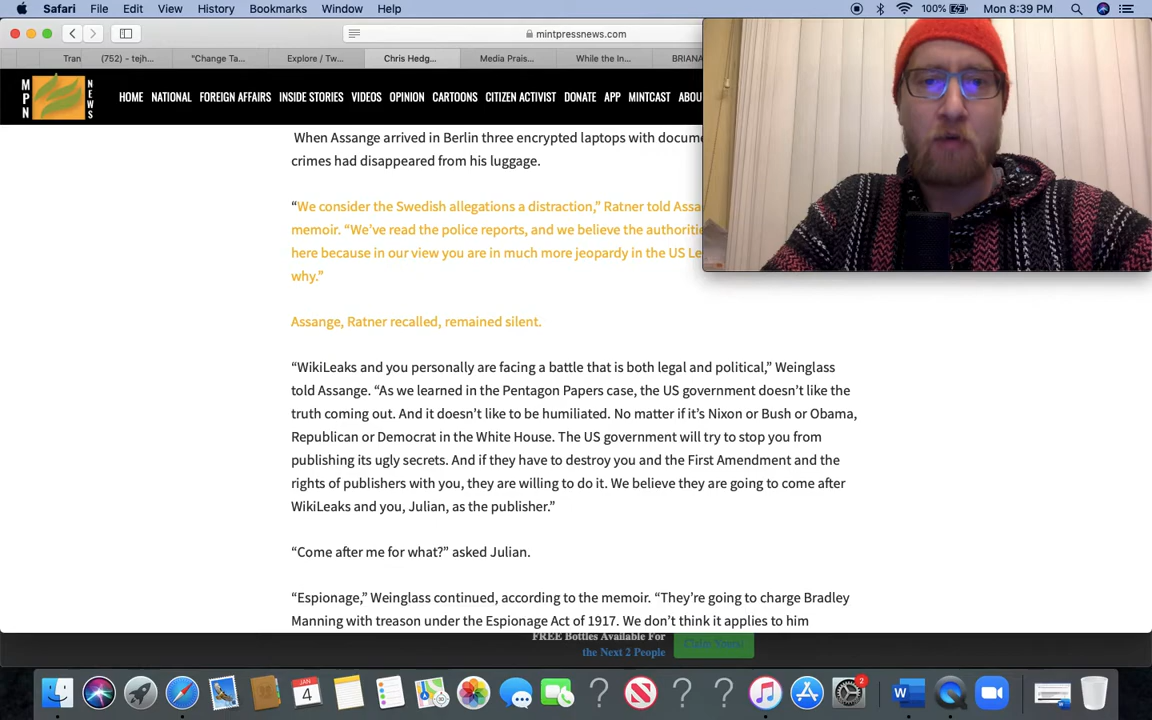 Safari File Edit View History Bookmarks Window Help 100% Mon 8:39 PM
mintpressnews.com
Tran (752) – tejh... "Change Ta... Explore / Tw... Chris Hedg... Media Prais... While the In... BRIANA
MPN NEWS HOME NATIONAL FOREIGN AFFAIRS INSIDE STORIES VIDEOS OPINION CARTOONS CITIZEN ACTIVIST DONATE APP MINTCAST ABOU
When Assange arrived in Berlin three encrypted laptops with docume
crimes had disappeared from his luggage.
“We consider the Swedish allegations a distraction,” Ratner told Assa
memoir. “We’ve read the police reports, and we believe the authoritie
here because in our view you are in much more jeopardy in the US Le
why.”
Assange, Ratner recalled, remained silent.
“WikiLeaks and you personally are facing a battle that is both legal and political,” Weinglass
told Assange. “As we learned in the Pentagon Papers case, the US government doesn’t like the
truth coming out. And it doesn’t like to be humiliated. No matter if it’s Nixon or Bush or Obama,
Republican or Democrat in the White House. The US government will try to stop you from
publishing its ugly secrets. And if they have to destroy you and the First Amendment and the
rights of publishers with you, they are willing to do it. We believe they are going to come after
WikiLeaks and you, Julian, as the publisher.”
“Come after me for what?” asked Julian.
“Espionage,” Weinglass continued, according to the memoir. “They’re going to charge Bradley
Manning with treason under the Espionage Act of 1917. We don’t think it applies to him
FREE Bottles Available For
the Next 2 People
JAN
4
2